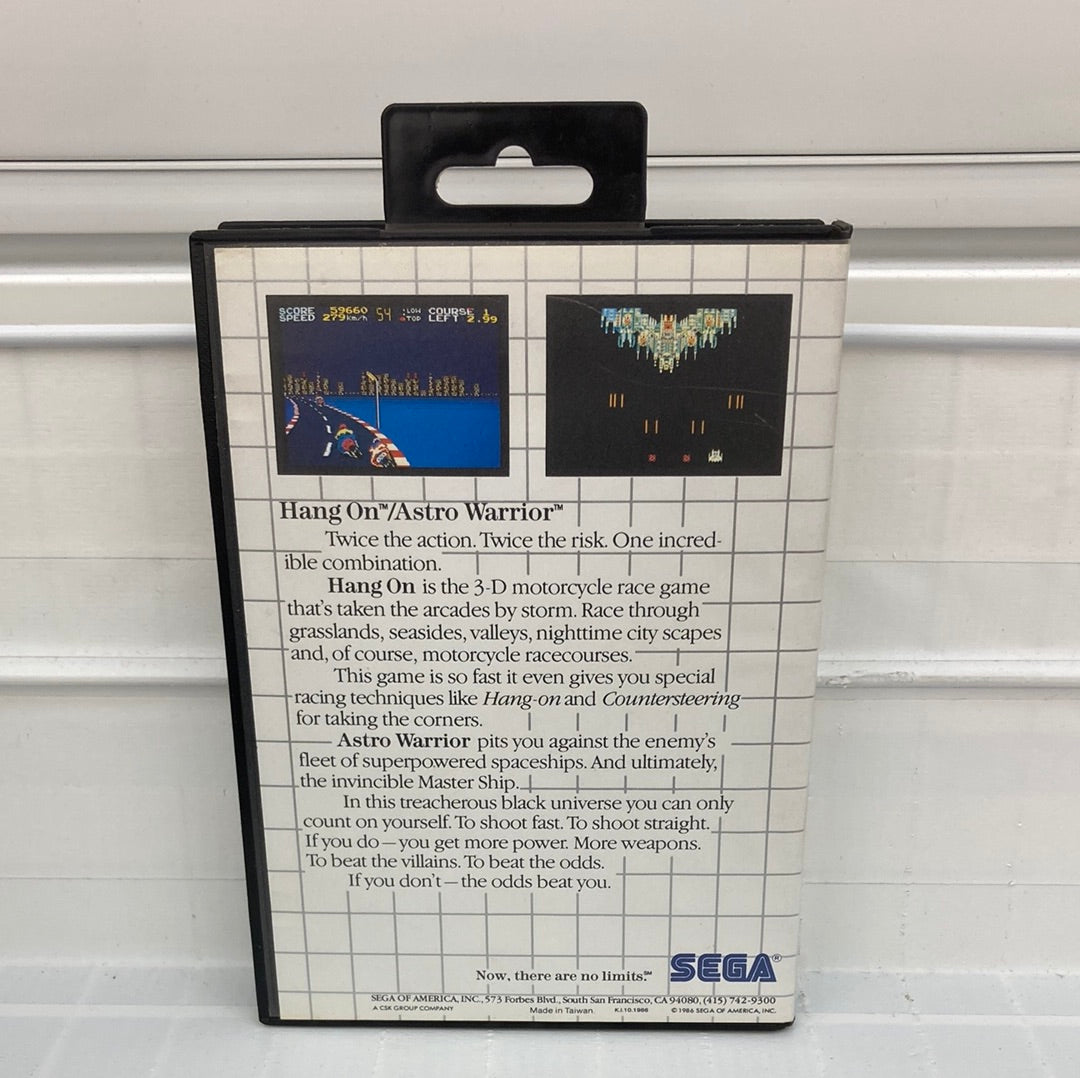 SCORE 59660 54 :LOW COURSE 1
SPEED 279km/h :TOP LEFT 2.99
Hang On™/Astro Warrior™
Twice the action. Twice the risk. One incred-
ible combination.
Hang On is the 3-D motorcycle race game
that's taken the arcades by storm. Race through
grasslands, seasides, valleys, nighttime city scapes
and, of course, motorcycle racecourses.
This game is so fast it even gives you special
racing techniques like Hang-on and Countersteering
for taking the corners.
Astro Warrior pits you against the enemy's
fleet of superpowered spaceships. And ultimately,
the invincible Master Ship.
In this treacherous black universe you can only
count on yourself. To shoot fast. To shoot straight.
If you do—you get more power. More weapons.
To beat the villains. To beat the odds.
If you don't—the odds beat you.
Now, there are no limits.℠ SEGA®
SEGA OF AMERICA, INC., 573 Forbes Blvd., South San Francisco, CA 94080, (415) 742-9300
A CSK GROUP COMPANY Made in Taiwan. K.I.10.1986 © 1986 SEGA OF AMERICA, INC.